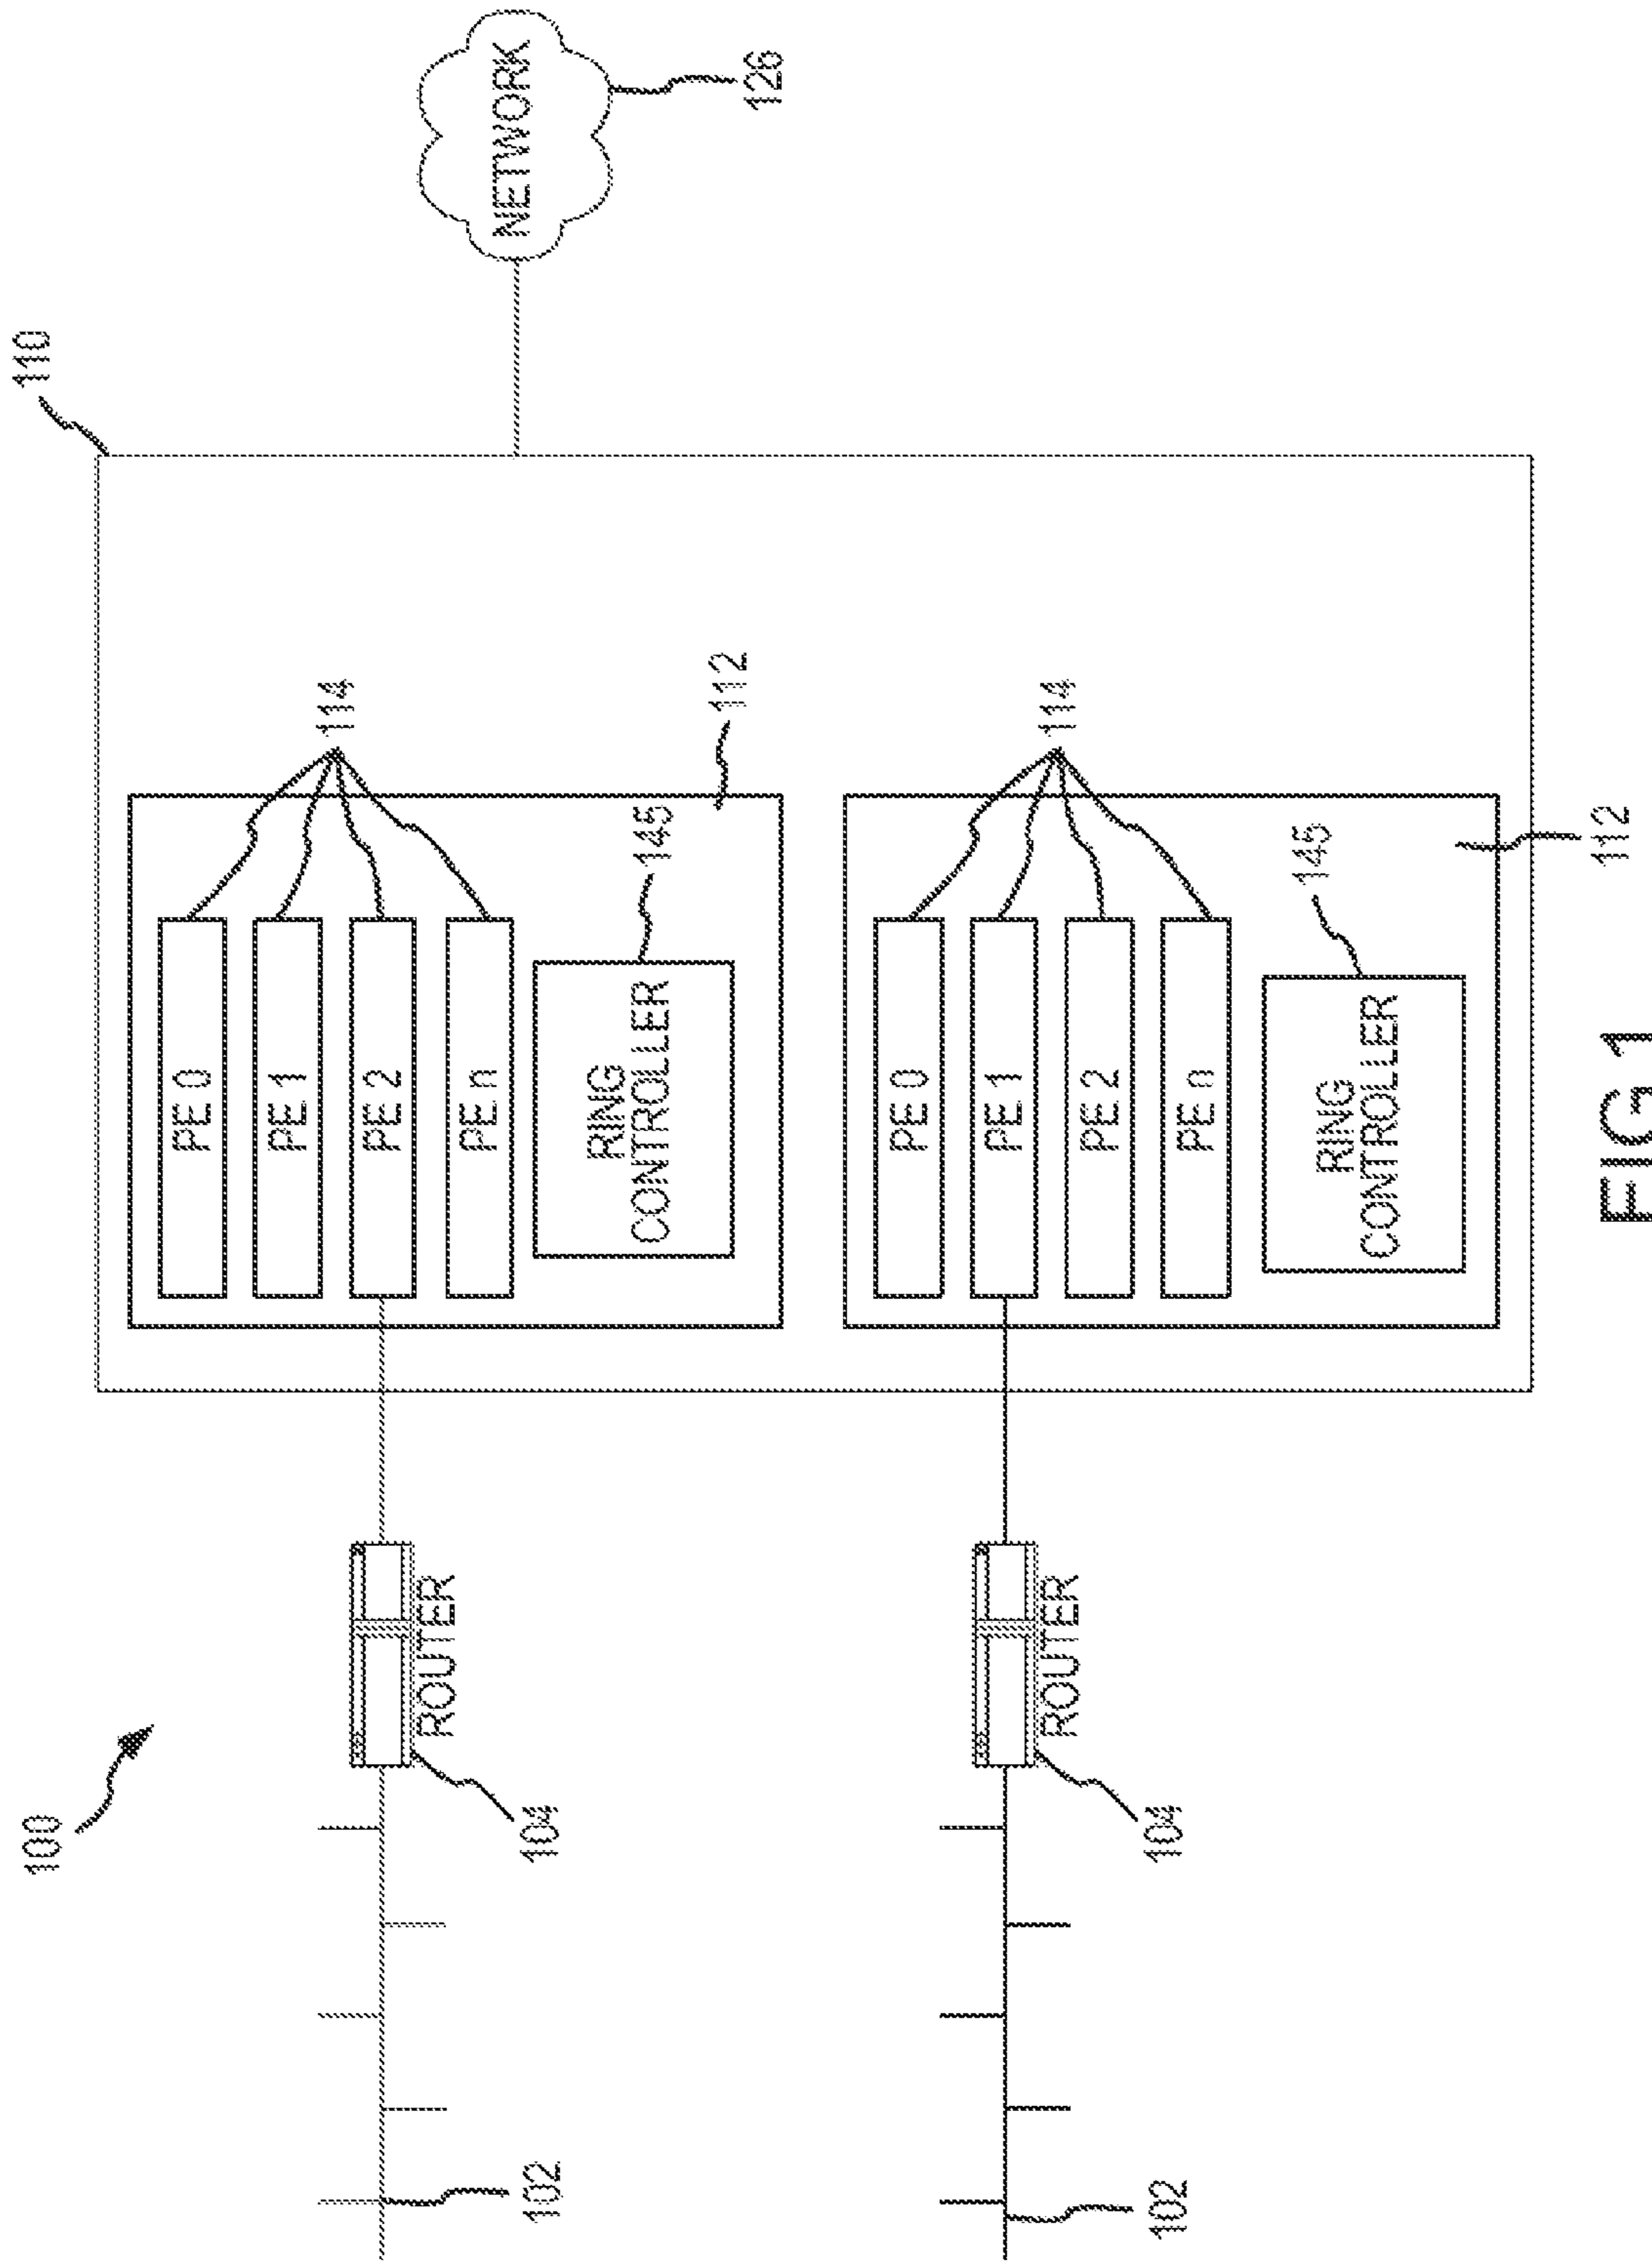 100
110
PE 0
PE 1
114
PE 2
ROUTER
PE n
NETWORK
102
104
RING
CONTROLLER
145
112
126
PE 0
PE 1
114
ROUTER
PE 2
102
104
PE n
145
RING
CONTROLLER
112
FIG.1